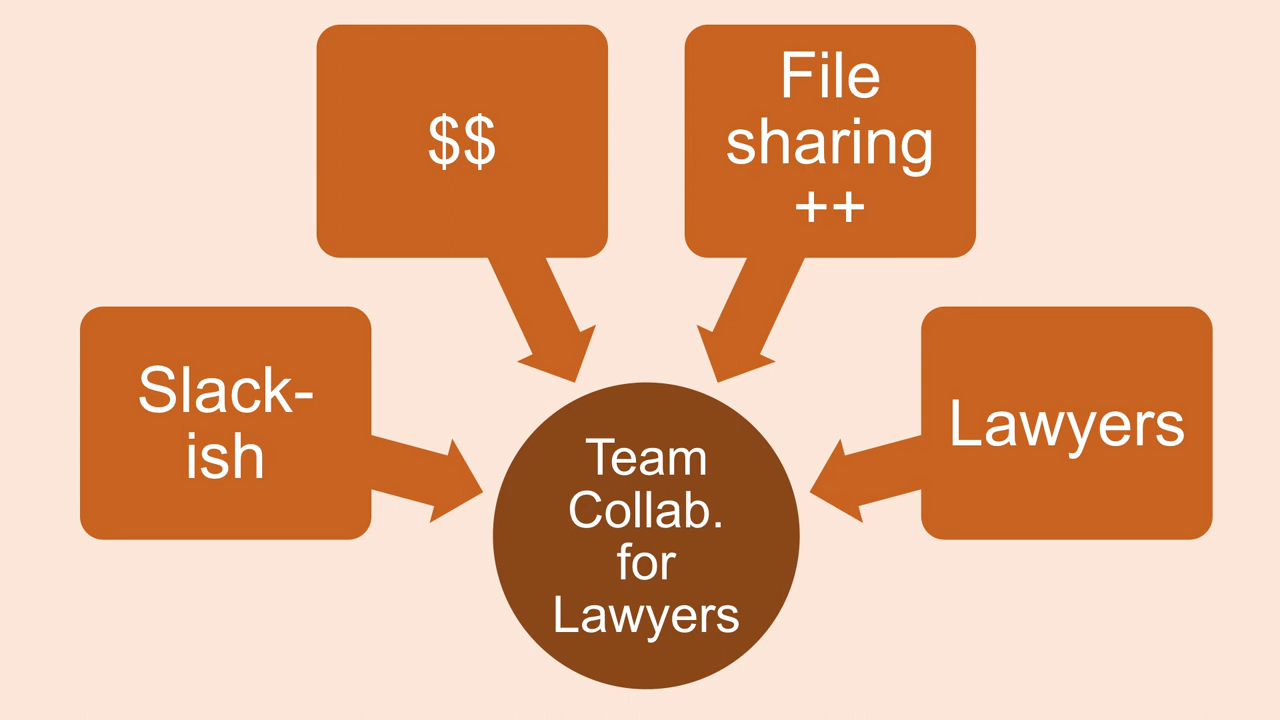 $$
File
sharing
++
Slack-
ish
Lawyers
Team
Collab.
for
Lawyers